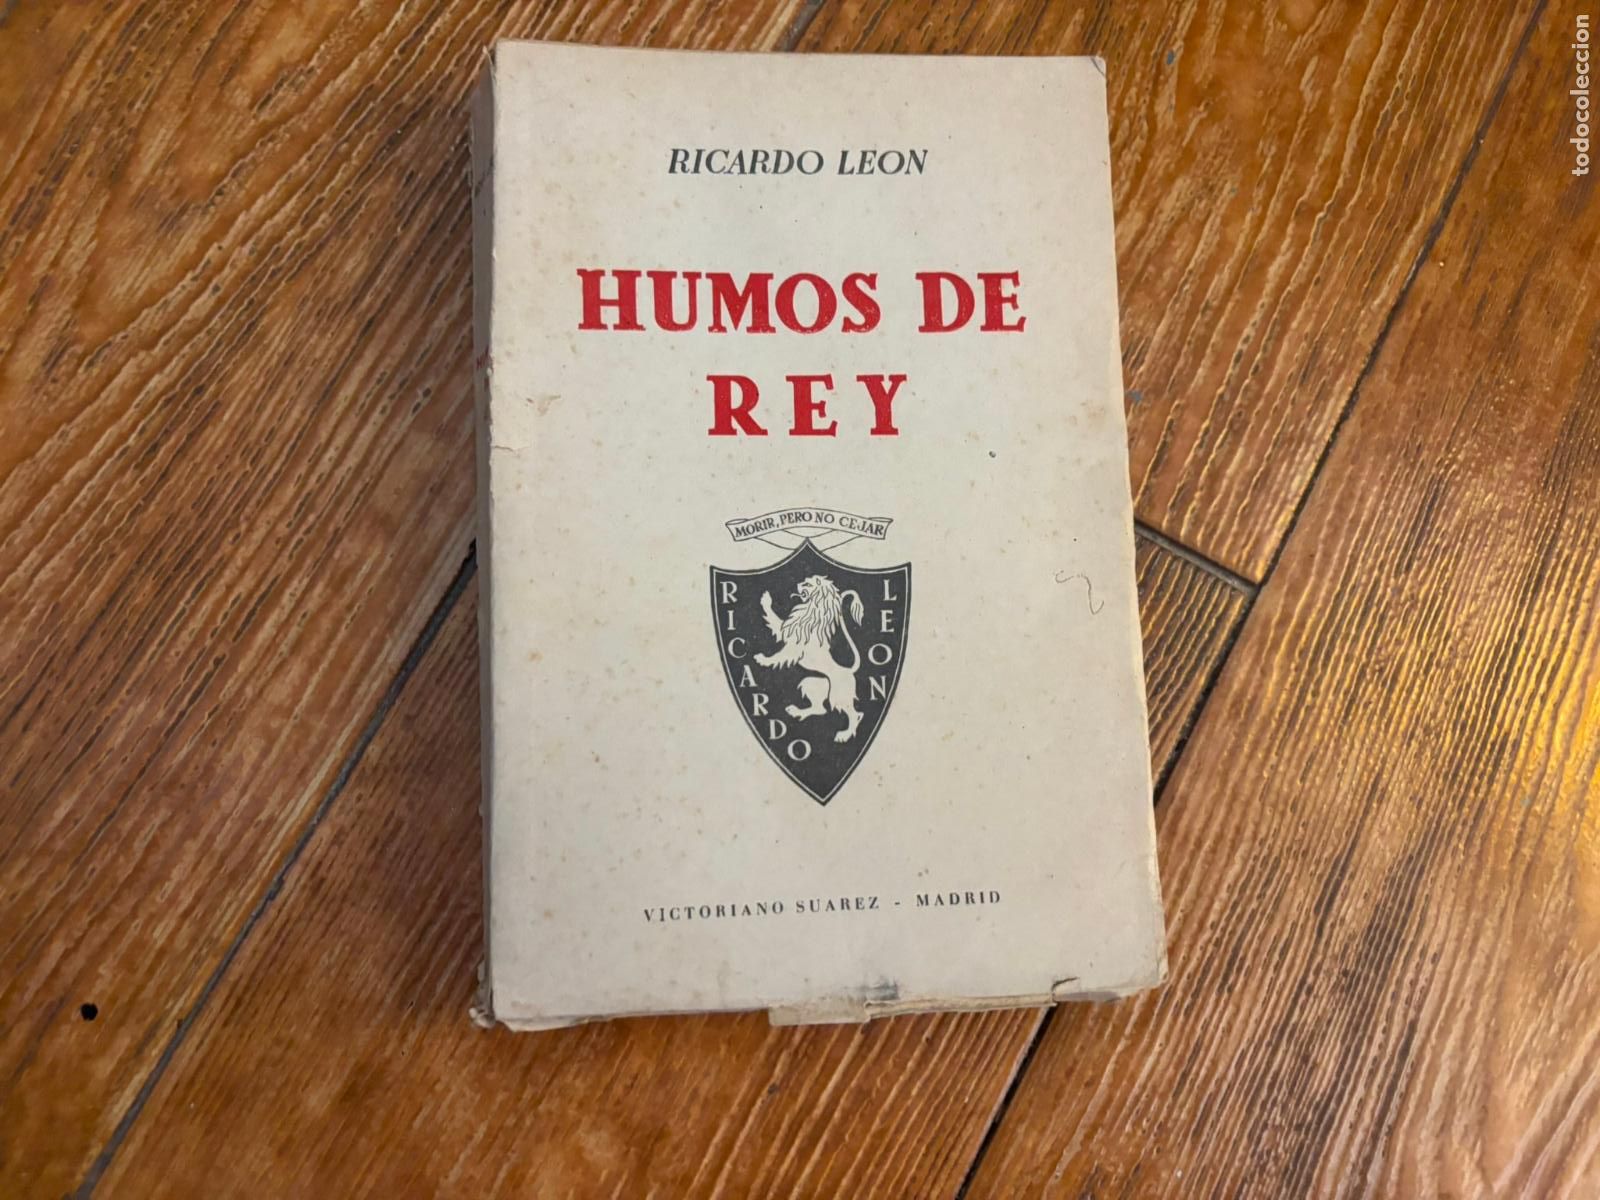 RICARDO LEON
HUMOS DE
REY
MORIR, PERO NO CEJAR
RICARDO
LEON
VICTORIANO SUAREZ - MADRID
todocoleccion